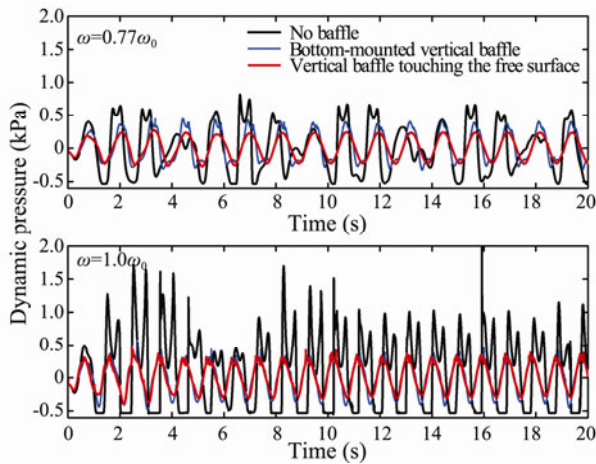 2.0
ω=0.77ω₀
No baffle
1.5
Bottom-mounted vertical baffle
Vertical baffle touching the free surface
1.0
0.5
0
-0.5
0 2 4 6 8 10 12 14 16 18 20
Time (s)
Dynamic pressure (kPa)
2.0
ω=1.0ω₀
1.5
1.0
0.5
0
-0.5
0 2 4 6 8 10 12 14 16 18 20
Time (s)